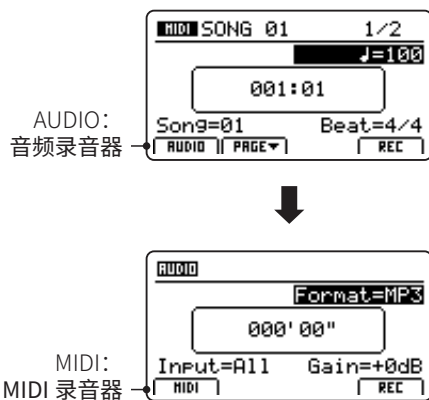 MIDI SONG 01 1/2
♩=100
001:01
Song=01 Beat=4/4
AUDIO PAGE▼ REC
AUDIO：
音频录音器
AUDIO
Format=MP3
000'00"
Input=All Gain=+0dB
MIDI REC
MIDI：
MIDI 录音器